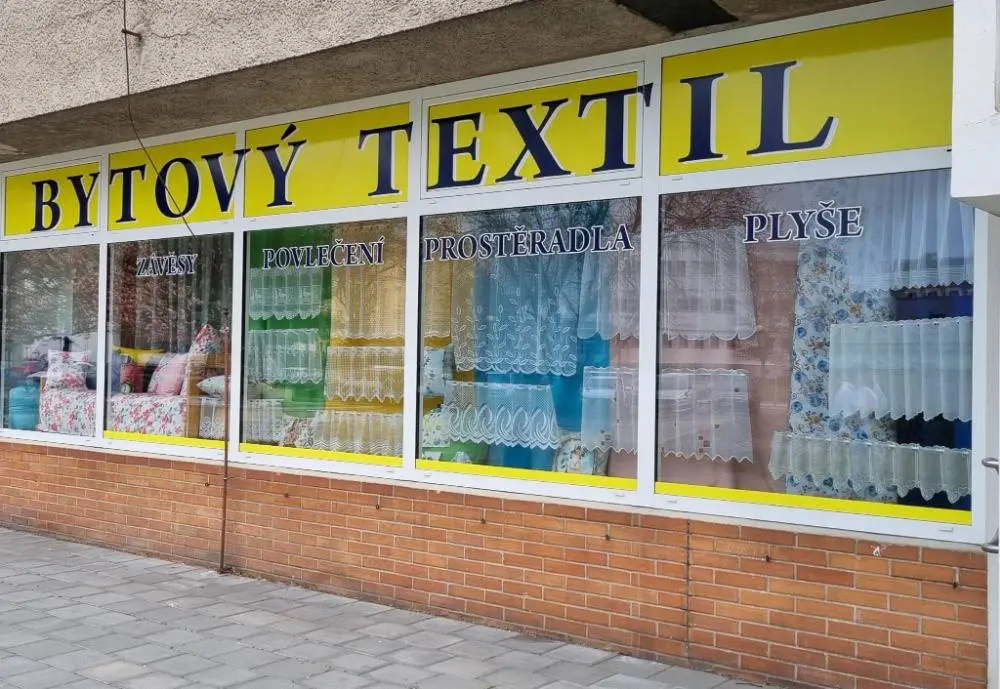 BYTOVÝ TEXTIL
ZÁVĚSY
POVLEČENÍ
PROSTĚRADLA
PLYŠE